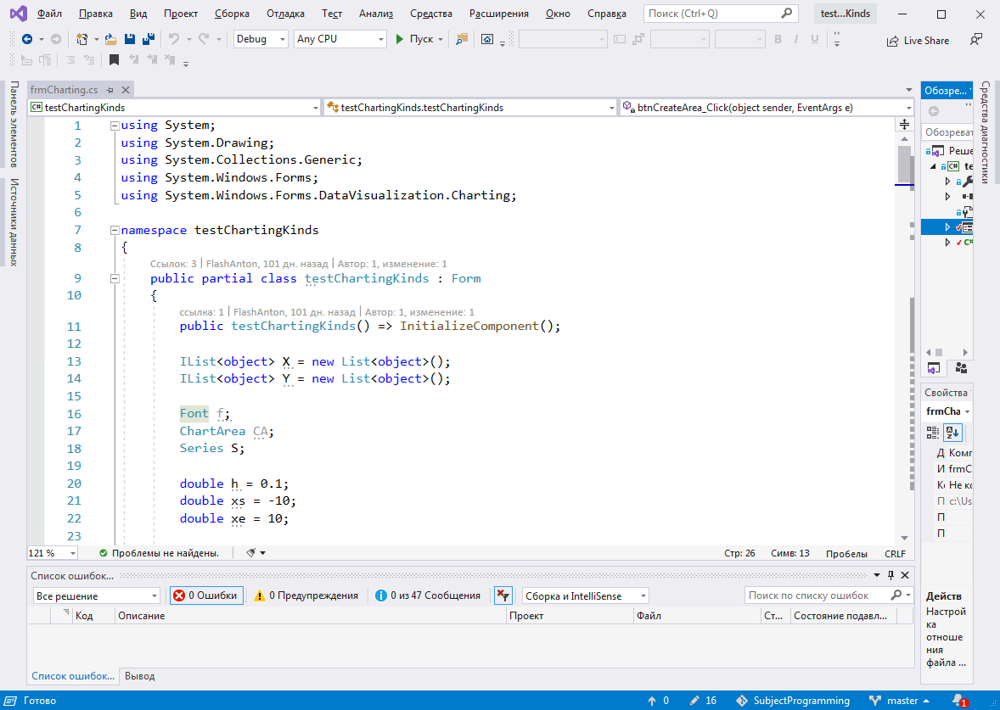 Файл Правка Вид Проект Сборка Отладка Тест Анализ Средства Расширения Окно Справка Поиск (Ctrl+Q) test...Kinds
Debug Any CPU Пуск Live Share
Панель элементов
Источники данных
frmCharting.cs
testChartingKinds testChartingKinds.testChartingKinds btnCreateArea_Click(object sender, EventArgs e)
1 using System;
2 using System.Drawing;
3 using System.Collections.Generic;
4 using System.Windows.Forms;
5 using System.Windows.Forms.DataVisualization.Charting;
6
7 namespace testChartingKinds
8 {
Ссылок: 3 | FlashAnton, 101 дн. назад | Автор: 1, изменение: 1
9 public partial class testChartingKinds : Form
10 {
ссылка: 1 | FlashAnton, 101 дн. назад | Автор: 1, изменение: 1
11 public testChartingKinds() => InitializeComponent();
12
13 IList<object> X = new List<object>();
14 IList<object> Y = new List<object>();
15
16 Font f;
17 ChartArea CA;
18 Series S;
19
20 double h = 0.1;
21 double xs = -10;
22 double xe = 10;
23
121 % Проблемы не найдены. Стр: 26 Симв: 13 Пробелы CRLF
Список ошибок...
Все решение 0 Ошибки 0 Предупреждения 0 из 47 Сообщения Сборка и IntelliSense Поиск по списку ошибок
Код Описание Проект Файл Ст... Состояние подавл...
Список ошибок... Вывод
Обозре...
Обозреват
Реше
te
C#
Средства диагностики
Свойства
frmCha
Д Комп
И frmC
Кс Не кс
П c:\Us
П
П
Действ
Настрой
ка
отноше
ния
файла ...
Готово 0 16 SubjectProgramming master 1